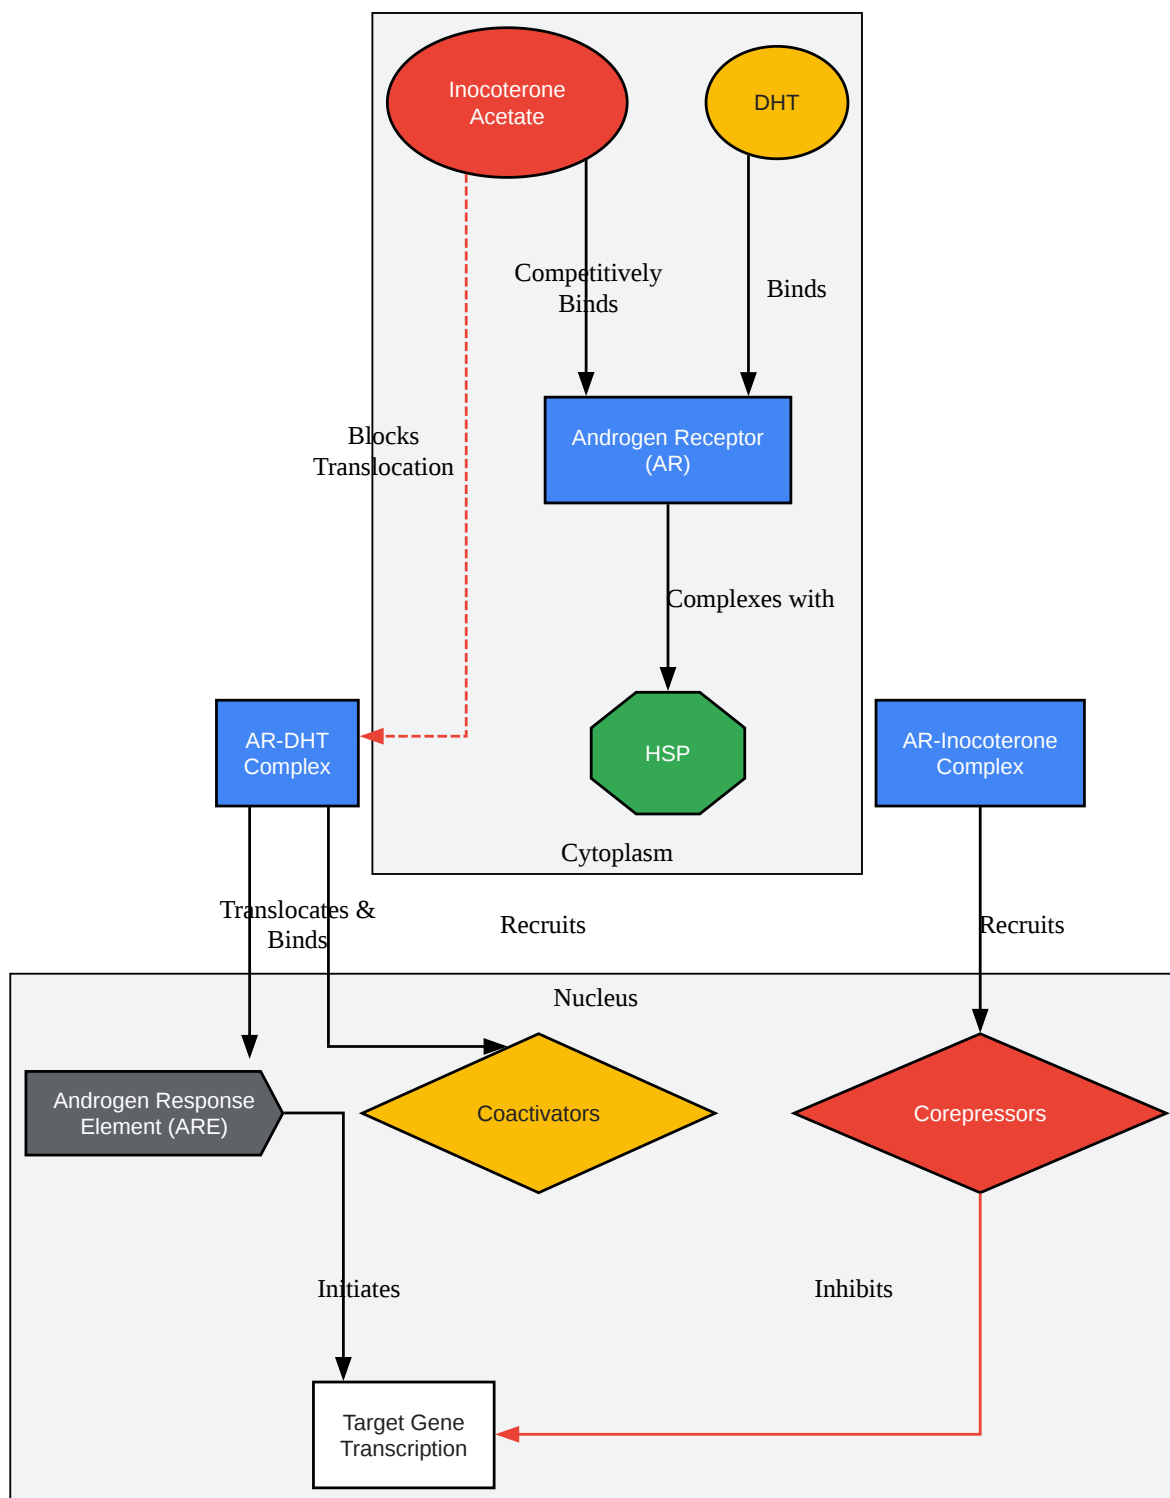 Inocoterone
Acetate
DHT
Competitively
Binds
Binds
Blocks
Translocation
Androgen Receptor
(AR)
Complexes with
AR-DHT
Complex
HSP
AR-Inocoterone
Complex
Cytoplasm
Translocates &
Binds
Recruits
Recruits
Nucleus
Androgen Response
Element (ARE)
Coactivators
Corepressors
Initiates
Inhibits
Target Gene
Transcription